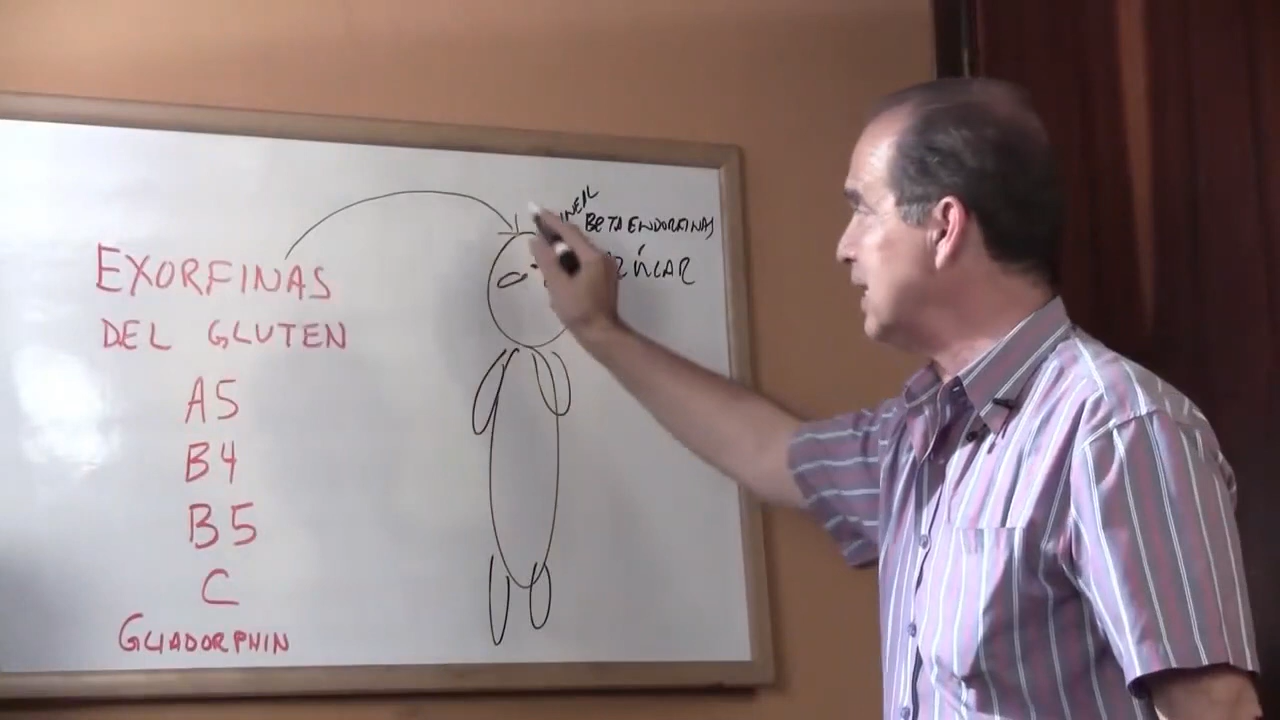 EXORFINAS
DEL GLUTEN
A5
B4
B5
C
GLIADORPHIN
BETA ENDORFINAS